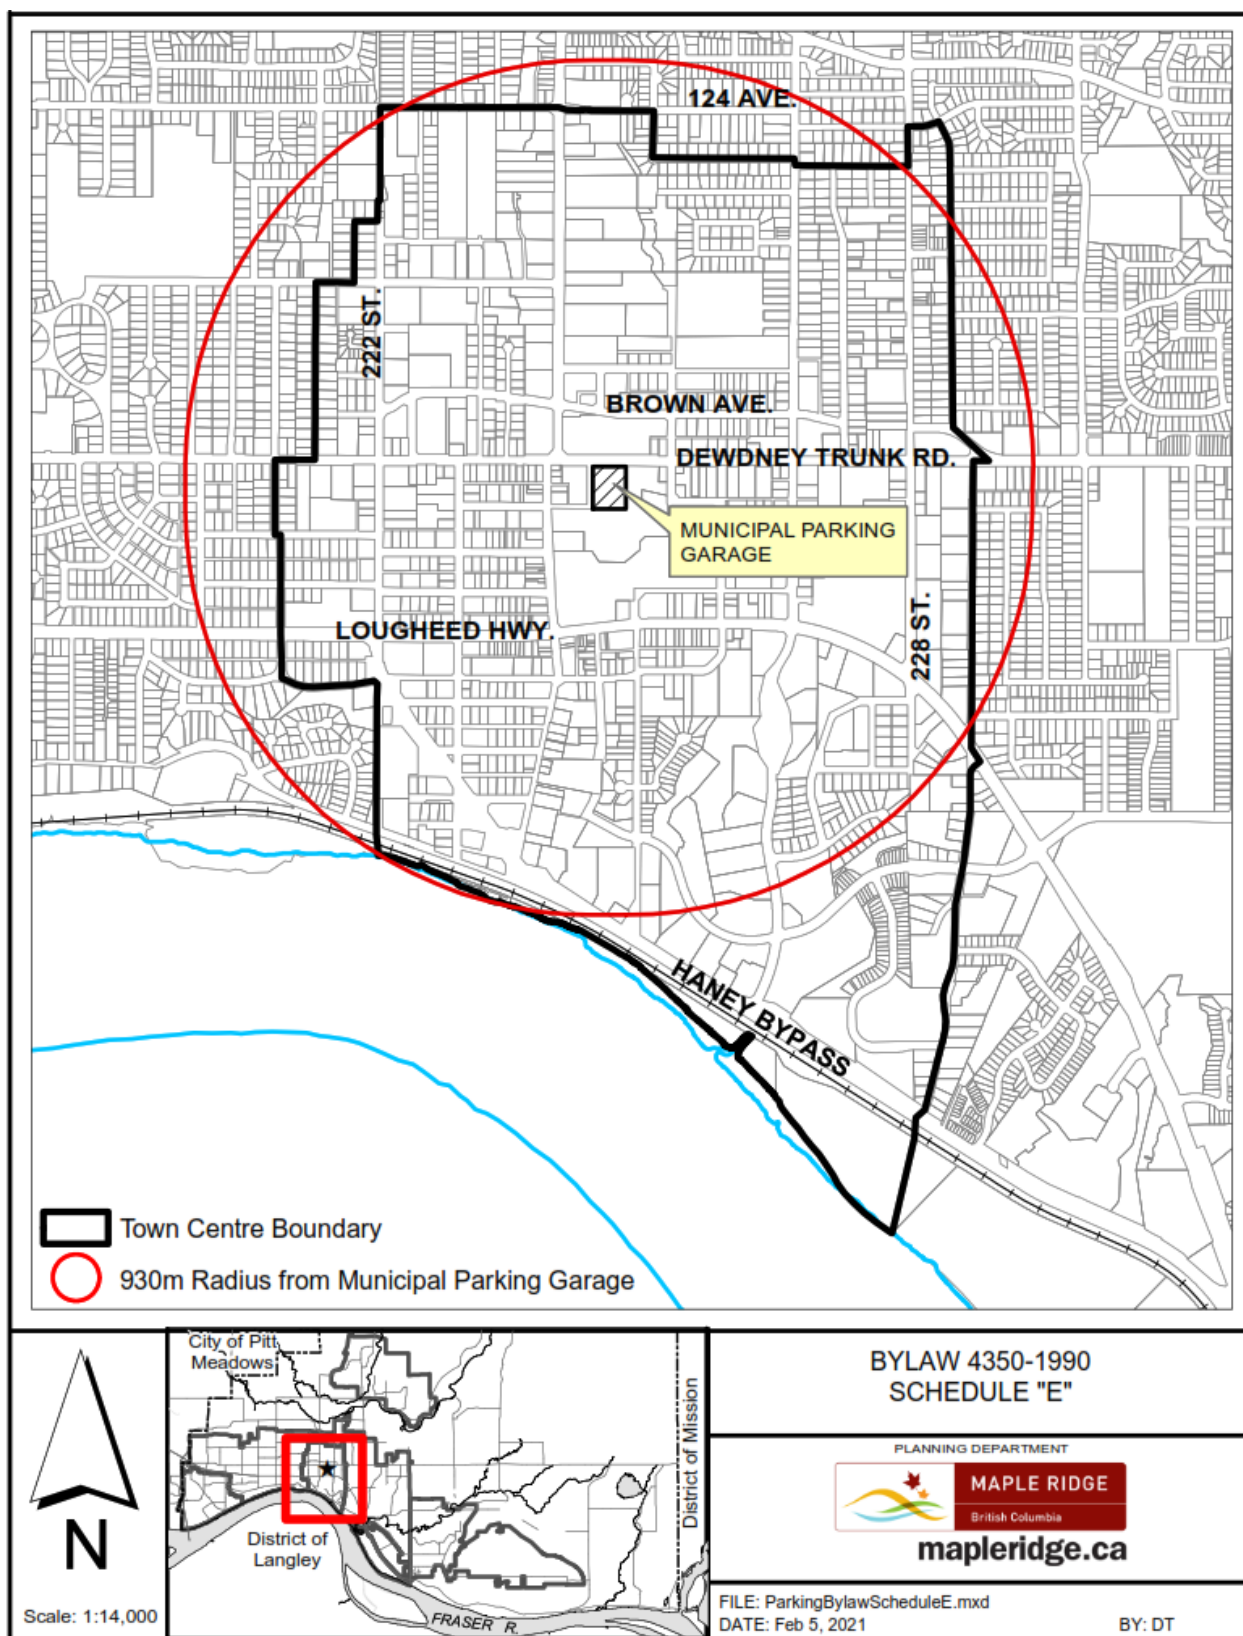 124 AVE.
222 ST.
BROWN AVE.
DEWDNEY TRUNK RD.
MUNICIPAL PARKING
GARAGE
LOUGHEED HWY.
228 ST.
HANEY BYPASS
Town Centre Boundary
930m Radius from Municipal Parking Garage
N
Scale: 1:14,000
City of Pitt
Meadows
District of Mission
District of
Langley
FRASER R.
BYLAW 4350-1990
SCHEDULE "E"
PLANNING DEPARTMENT
MAPLE RIDGE
British Columbia
mapleridge.ca
FILE: ParkingBylawScheduleE.mxd
DATE: Feb 5, 2021 BY: DT